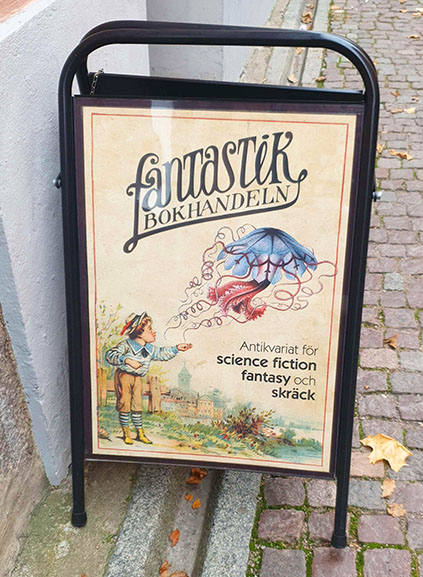 fantastik
BOKHANDELN
Antikvariat för
science fiction
fantasy och
skräck